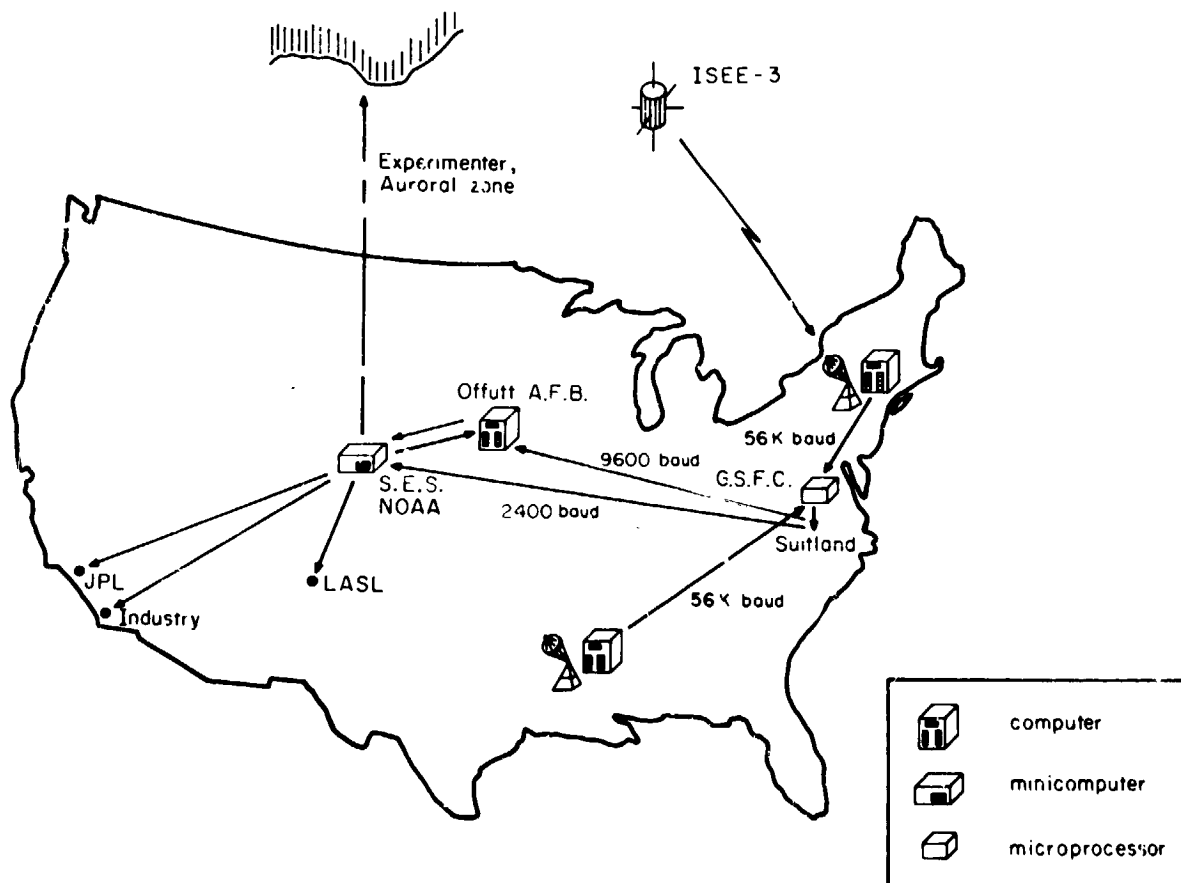 ISEE-3
Experimenter,
Auroral zone
Offutt A.F.B.
56K baud
9600 baud
G.S.F.C.
S.E.S.
NOAA
2400 baud
Suitland
JPL
LASL
Industry
56K baud
computer
minicomputer
microprocessor